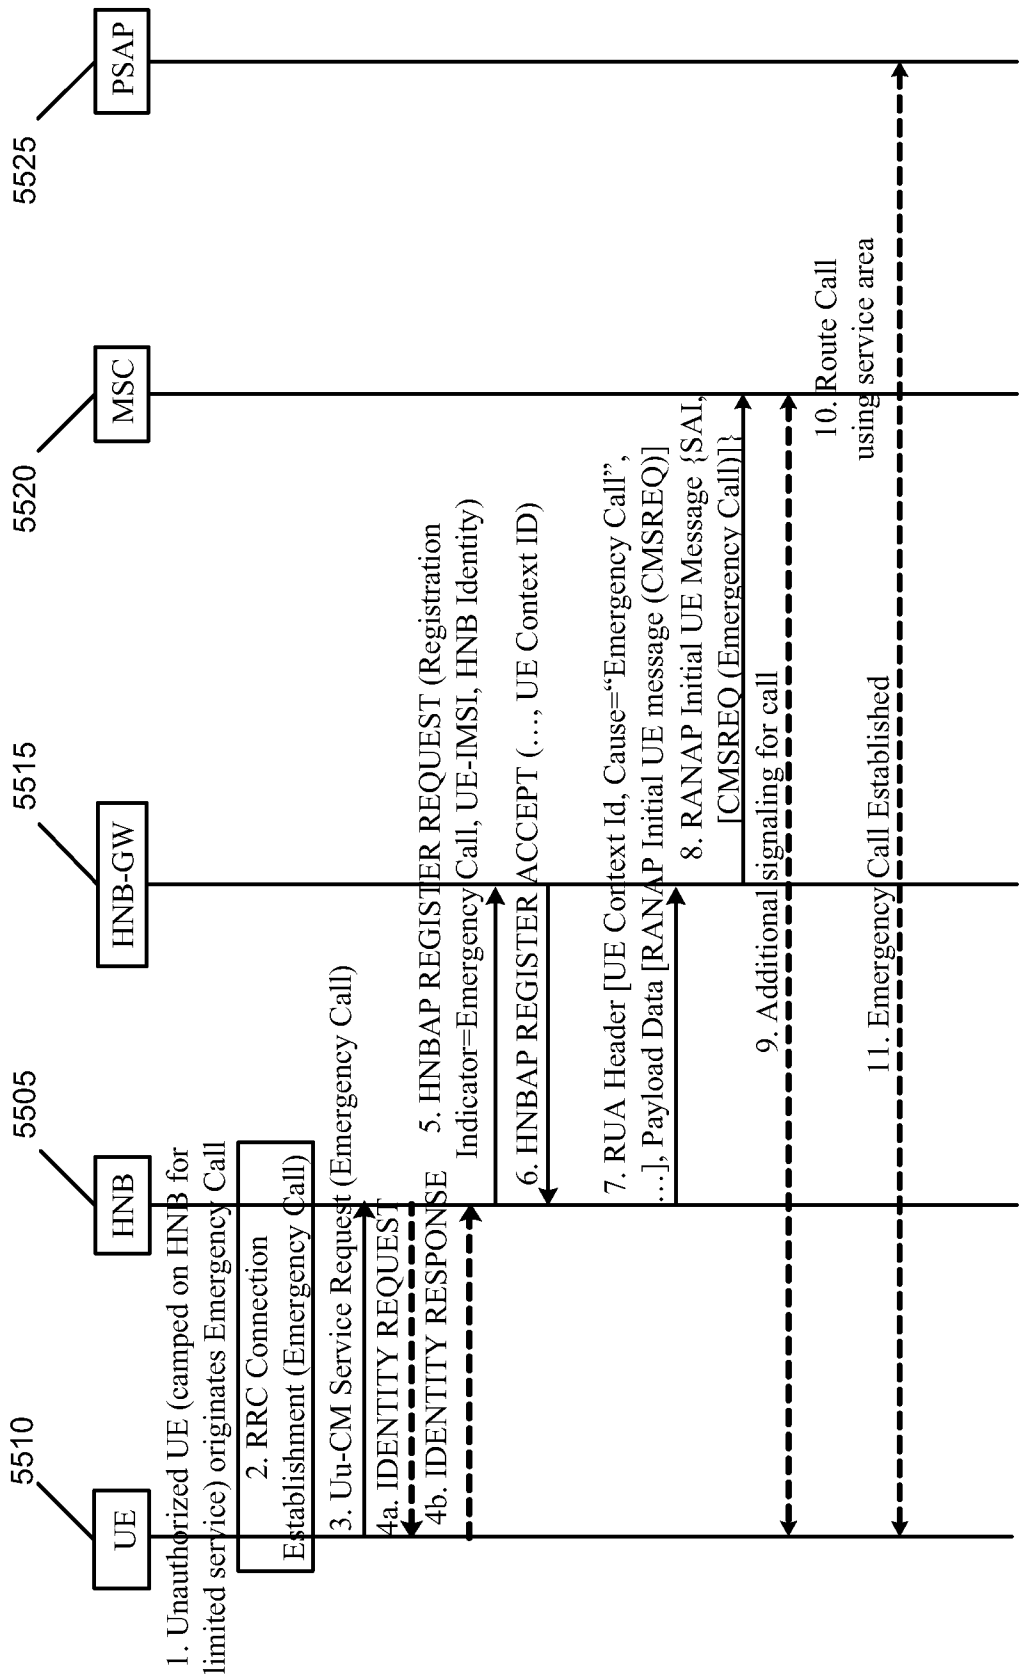 5510
5505
5515
5520
5525
UE
HNB
HNB-GW
MSC
PSAP
1. Unauthorized UE (camped on HNB for
limited service) originates Emergency Call
2. RRC Connection
Establishment (Emergency Call)
3. Uu-CM Service Request (Emergency Call)
4a. IDENTITY REQUEST
4b. IDENTITY RESPONSE
5. HNBAP REGISTER REQUEST (Registration
Indicator=Emergency Call, UE-IMSI, HNB Identity)
6. HNBAP REGISTER ACCEPT (…, UE Context ID)
7. RUA Header [UE Context Id, Cause=“Emergency Call”,
…], Payload Data [RANAP Initial UE message (CMSREQ)]
8. RANAP Initial UE Message {SAI,
[CMSREQ (Emergency Call)]}
9. Additional signaling for call
10. Route Call
using service area
11. Emergency Call Established